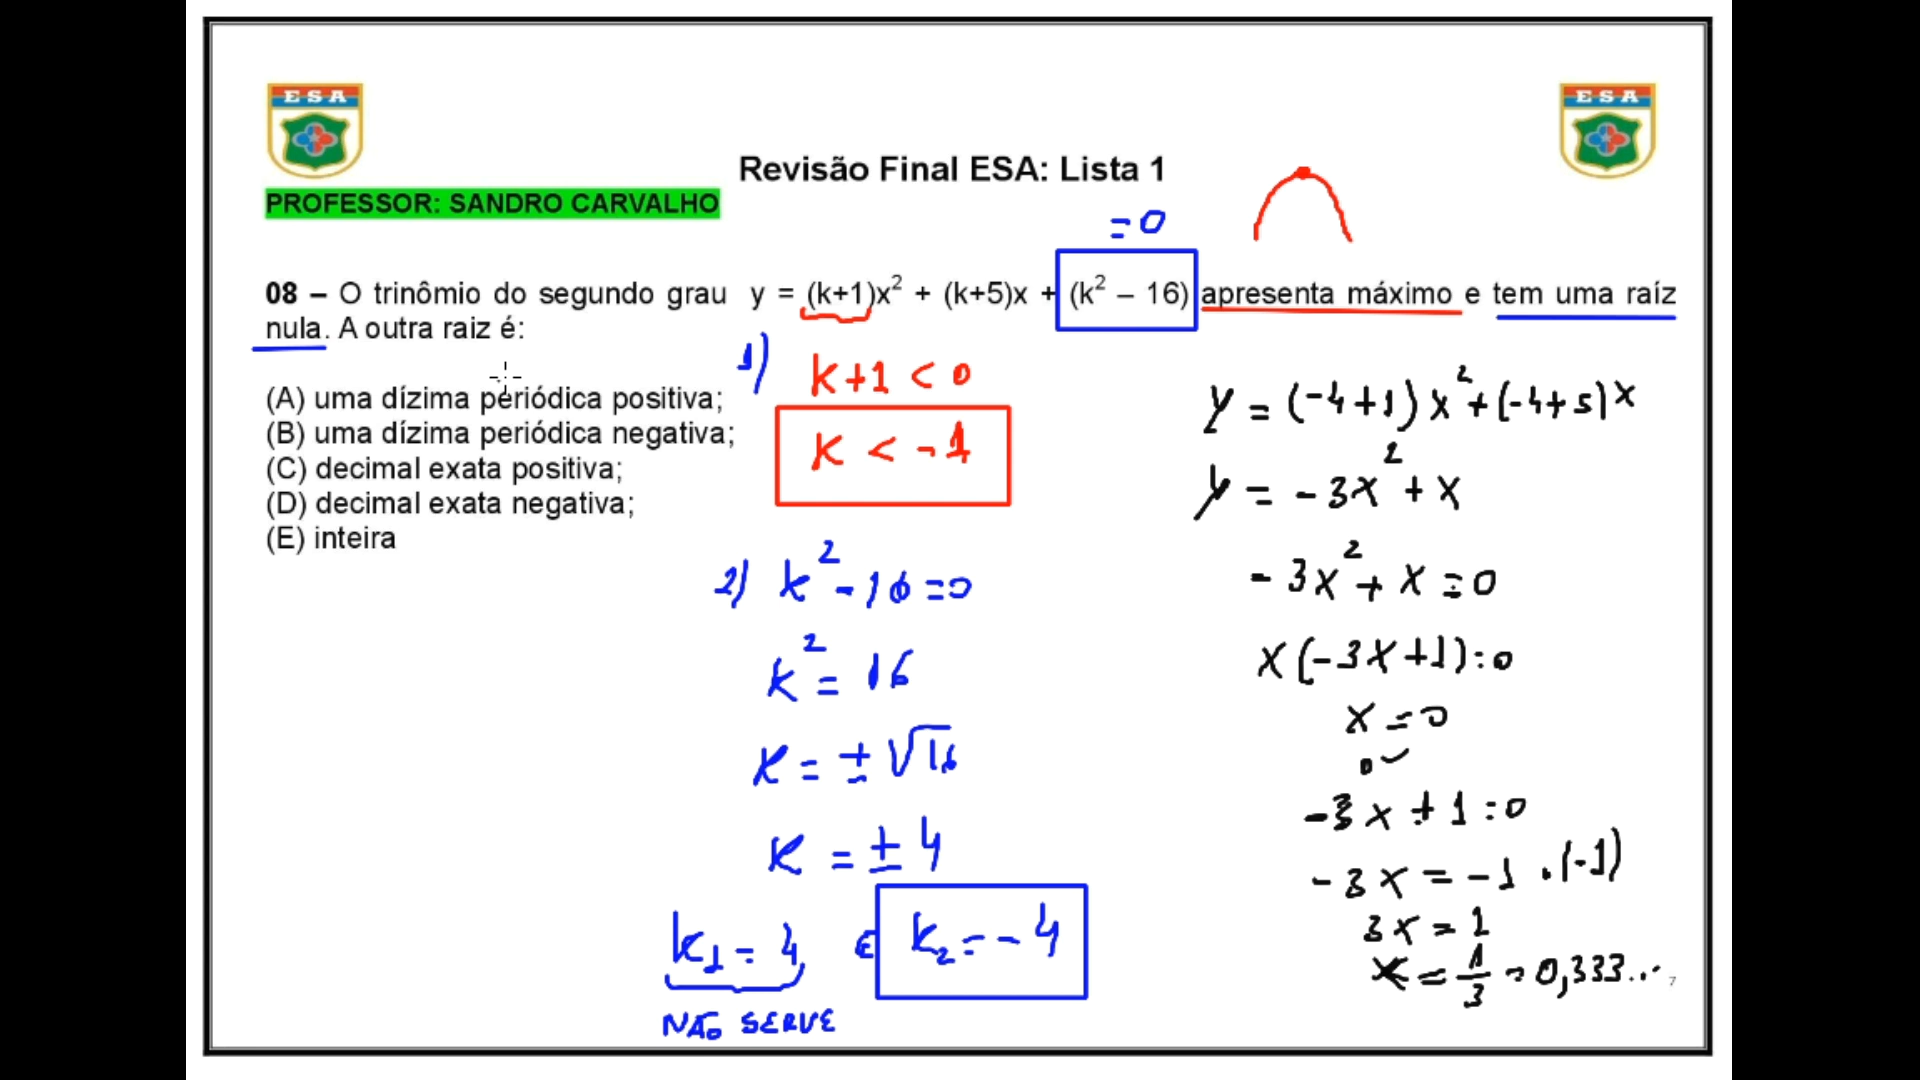 ESA
ESA
Revisão Final ESA: Lista 1
PROFESSOR: SANDRO CARVALHO
=0
08 – O trinômio do segundo grau y = (k+1)x² + (k+5)x + (k² – 16) apresenta máximo e tem uma raíz
nula. A outra raiz é:
(A) uma dízima periódica positiva;
(B) uma dízima periódica negativa;
(C) decimal exata positiva;
(D) decimal exata negativa;
(E) inteira
1) k+1 < 0
k < -1
2) k² - 16 = 0
k² = 16
k = ± √16
k = ± 4
k₁ = 4 e k₂ = - 4
NÃO SERVE
y = (-4+1)x² + (-4+5)x
y = -3x² + x
-3x² + x = 0
x(-3x+1) = 0
x = 0
ou
-3x + 1 = 0
-3x = -1 .(-1)
3x = 1
x = 1/3 = 0,333...
7